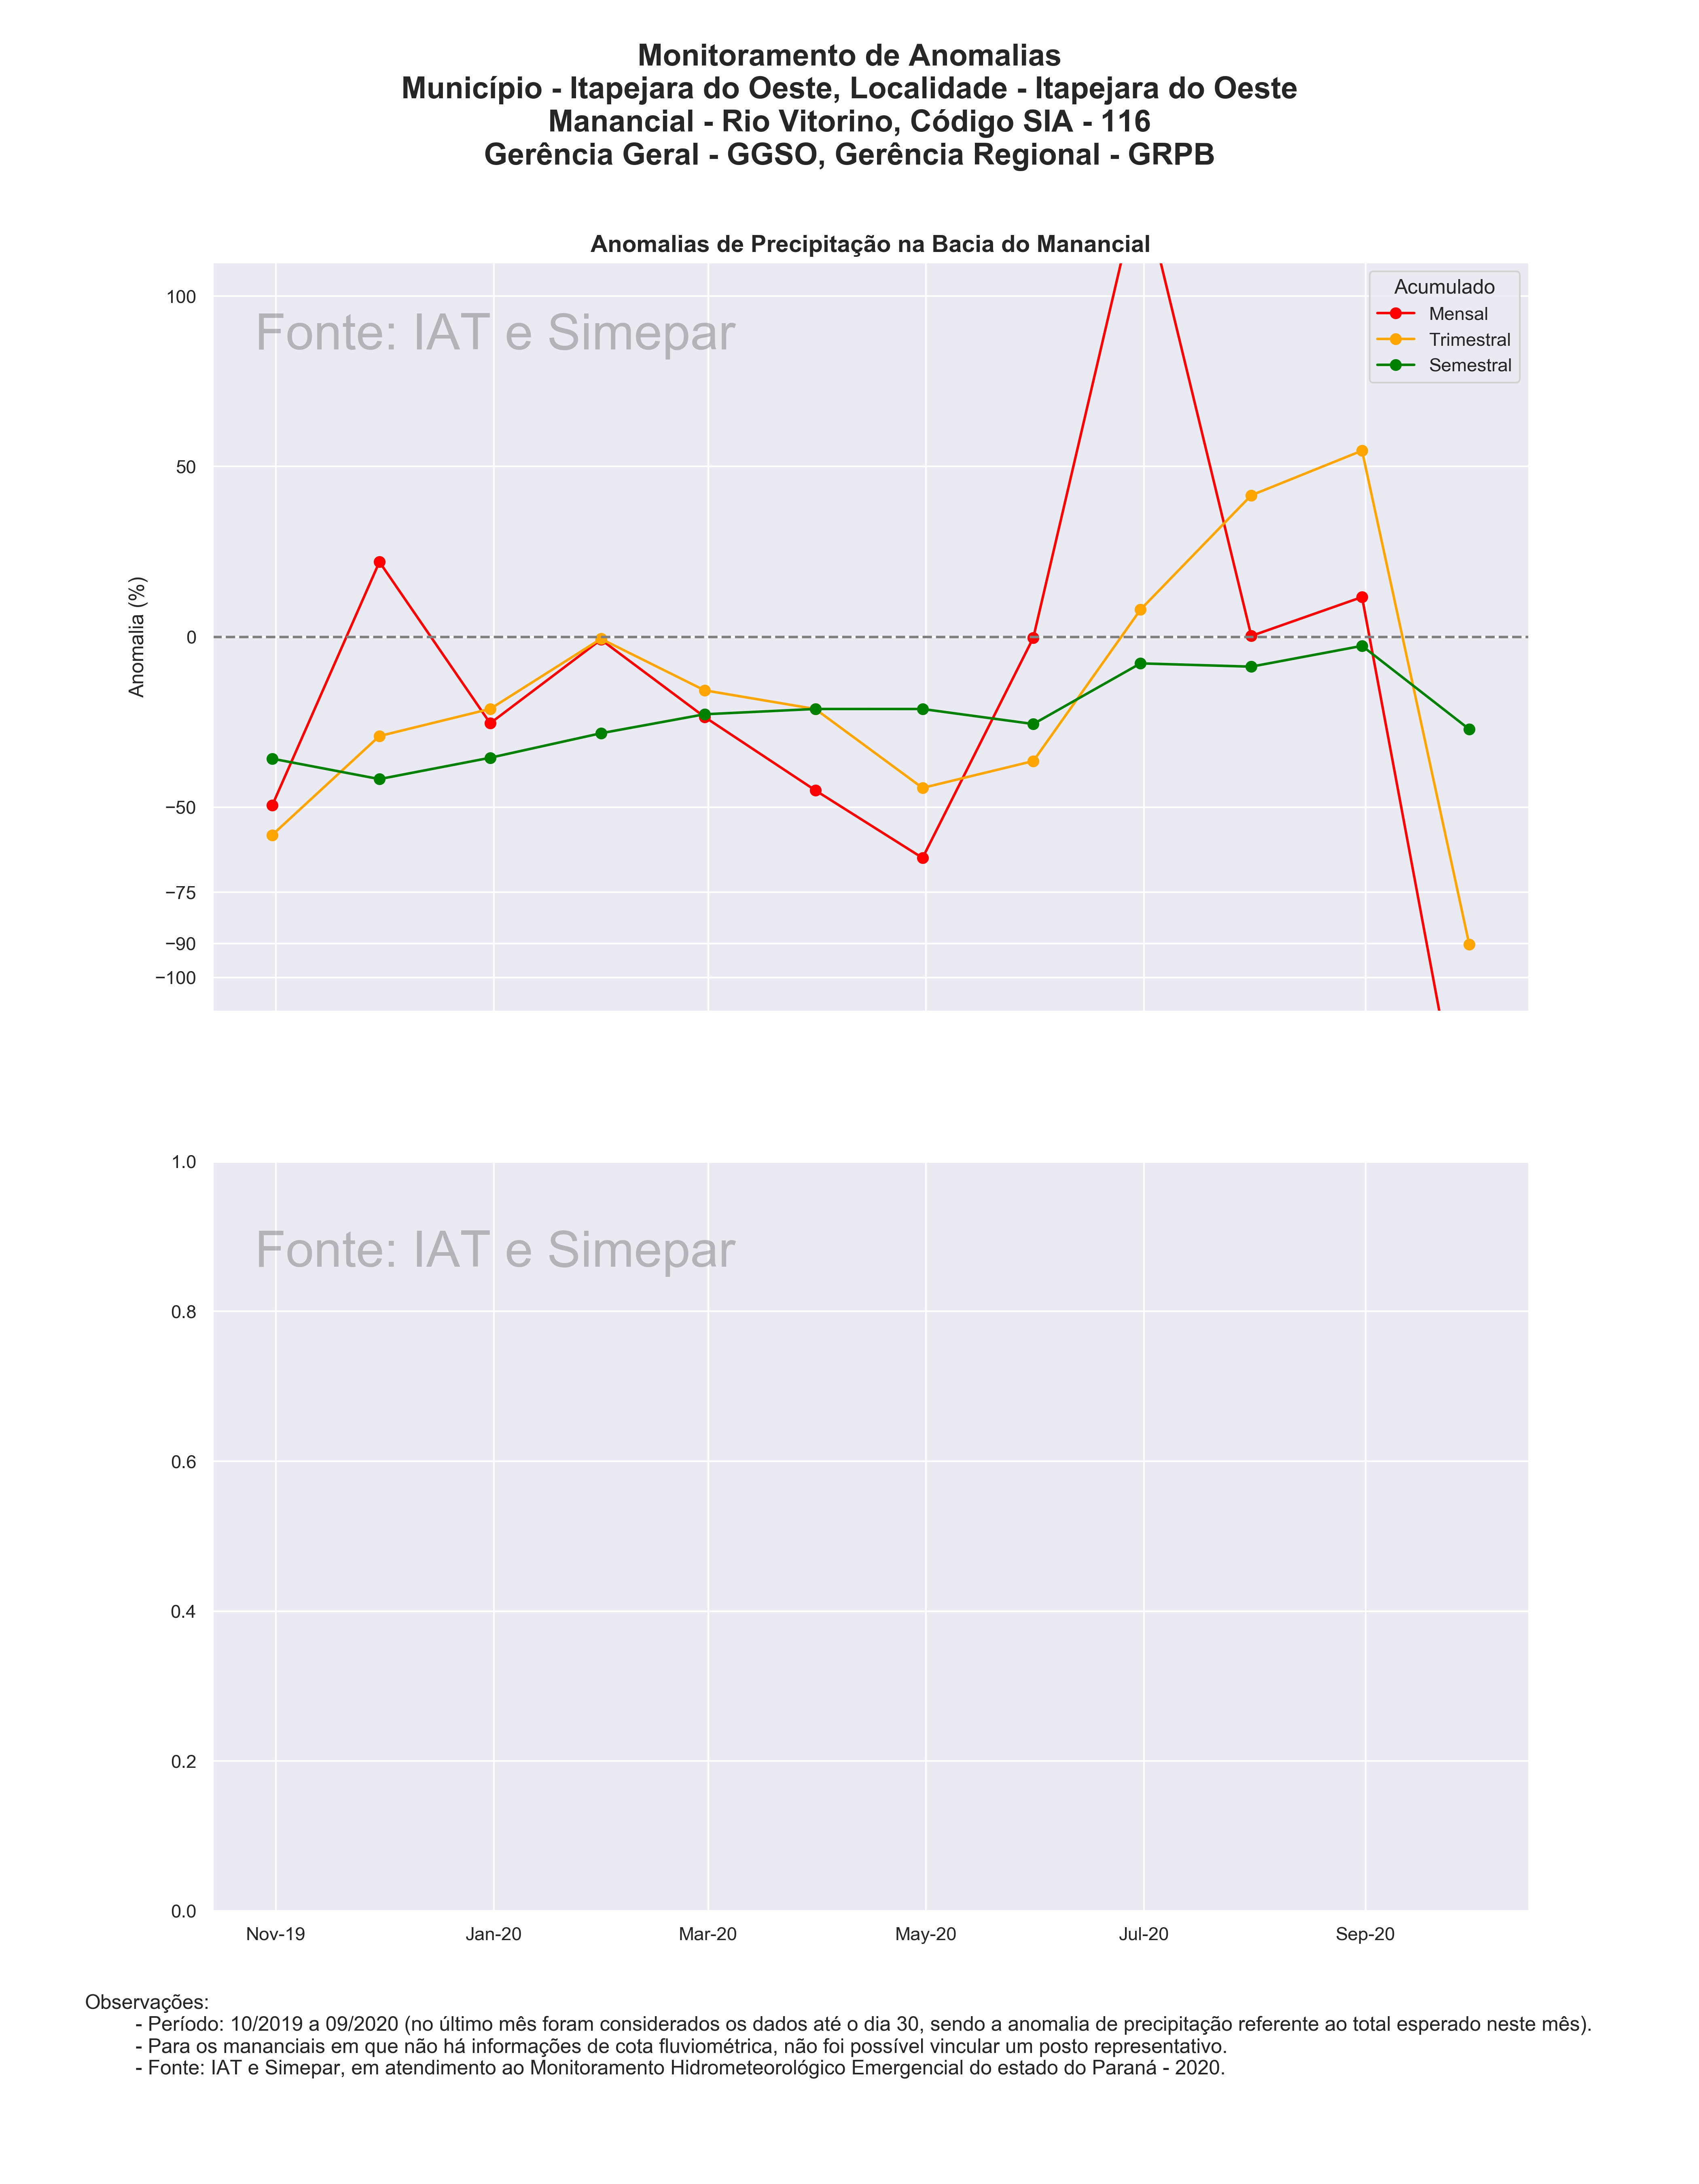 Monitoramento de Anomalias
Município - Itapejara do Oeste, Localidade - Itapejara do Oeste
Manancial - Rio Vitorino, Código SIA - 116
Gerência Geral - GGSO, Gerência Regional - GRPB
Anomalias de Precipitação na Bacia do Manancial
Fonte: IAT e Simepar
Acumulado
Mensal
Trimestral
Semestral
Anomalia (%)
100
50
0
−50
−75
−90
−100
Fonte: IAT e Simepar
1.0
0.8
0.6
0.4
0.2
0.0
Nov-19 Jan-20 Mar-20 May-20 Jul-20 Sep-20
Observações:
- Período: 10/2019 a 09/2020 (no último mês foram considerados os dados até o dia 30, sendo a anomalia de precipitação referente ao total esperado neste mês).
- Para os mananciais em que não há informações de cota fluviométrica, não foi possível vincular um posto representativo.
- Fonte: IAT e Simepar, em atendimento ao Monitoramento Hidrometeorológico Emergencial do estado do Paraná - 2020.